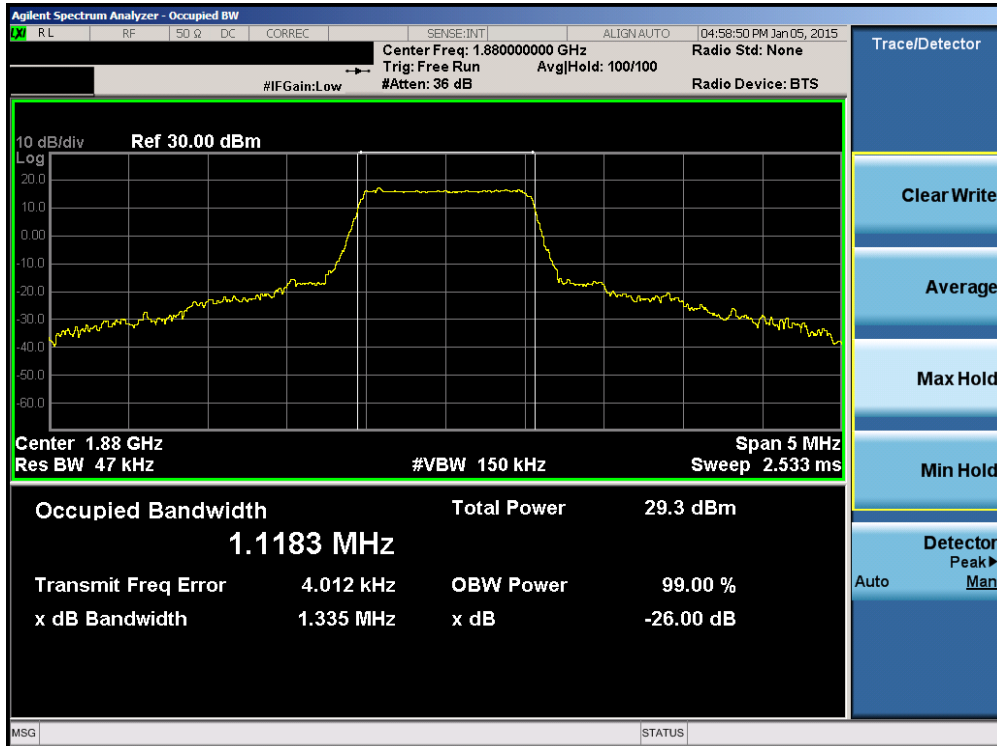 Agilent Spectrum Analyzer - Occupied BW
LXI RL RF 50 Ω DC CORREC SENSE:INT ALIGNAUTO 04:58:50 PM Jan 05, 2015
Center Freq: 1.880000000 GHz Radio Std: None
Trig: Free Run Avg|Hold: 100/100
#IFGain:Low #Atten: 36 dB Radio Device: BTS
10 dB/div Ref 30.00 dBm
Log
20.0
10.0
0.00
-10.0
-20.0
-30.0
-40.0
-50.0
-60.0
Center 1.88 GHz Span 5 MHz
Res BW 47 kHz #VBW 150 kHz Sweep 2.533 ms
Occupied Bandwidth Total Power 29.3 dBm
1.1183 MHz
Transmit Freq Error 4.012 kHz OBW Power 99.00 %
x dB Bandwidth 1.335 MHz x dB -26.00 dB
MSG STATUS
Trace/Detector
Clear Write
Average
Max Hold
Min Hold
Detector
Peak▶
Auto Man